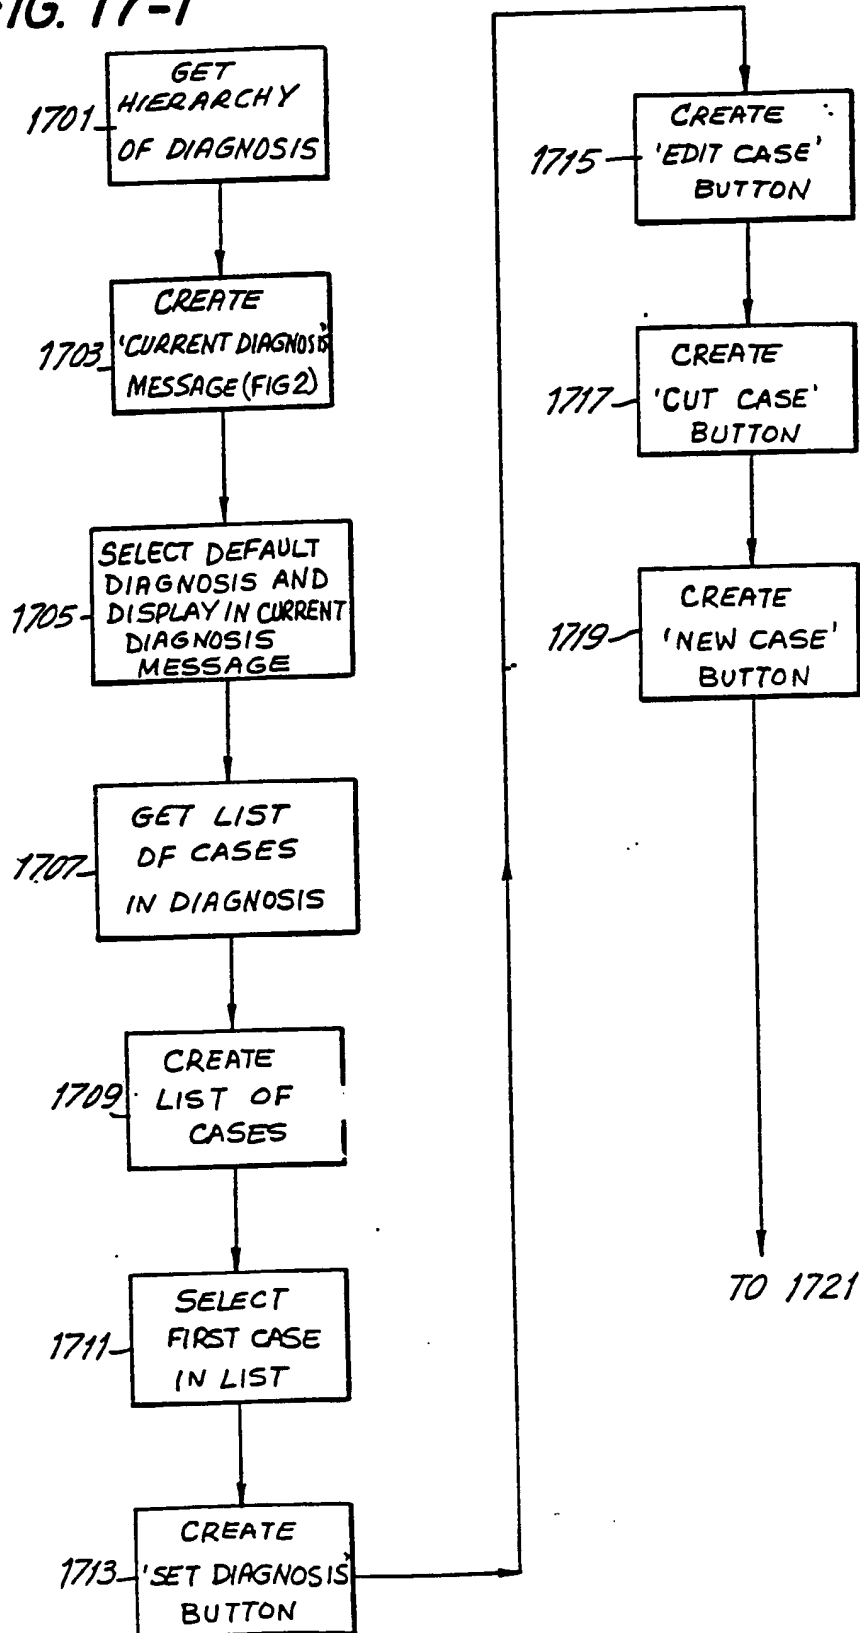 FIG. 17-1
1701
GET
HIERARCHY
OF DIAGNOSIS
1703
CREATE
'CURRENT DIAGNOSIS'
MESSAGE (FIG 2)
1705
SELECT DEFAULT
DIAGNOSIS AND
DISPLAY IN CURRENT
DIAGNOSIS
MESSAGE
1707
GET LIST
OF CASES
IN DIAGNOSIS
1709
CREATE
LIST OF
CASES
1711
SELECT
FIRST CASE
IN LIST
1713
CREATE
'SET DIAGNOSIS'
BUTTON
1715
CREATE
'EDIT CASE'
BUTTON
1717
CREATE
'CUT CASE'
BUTTON
1719
CREATE
'NEW CASE'
BUTTON
TO 1721